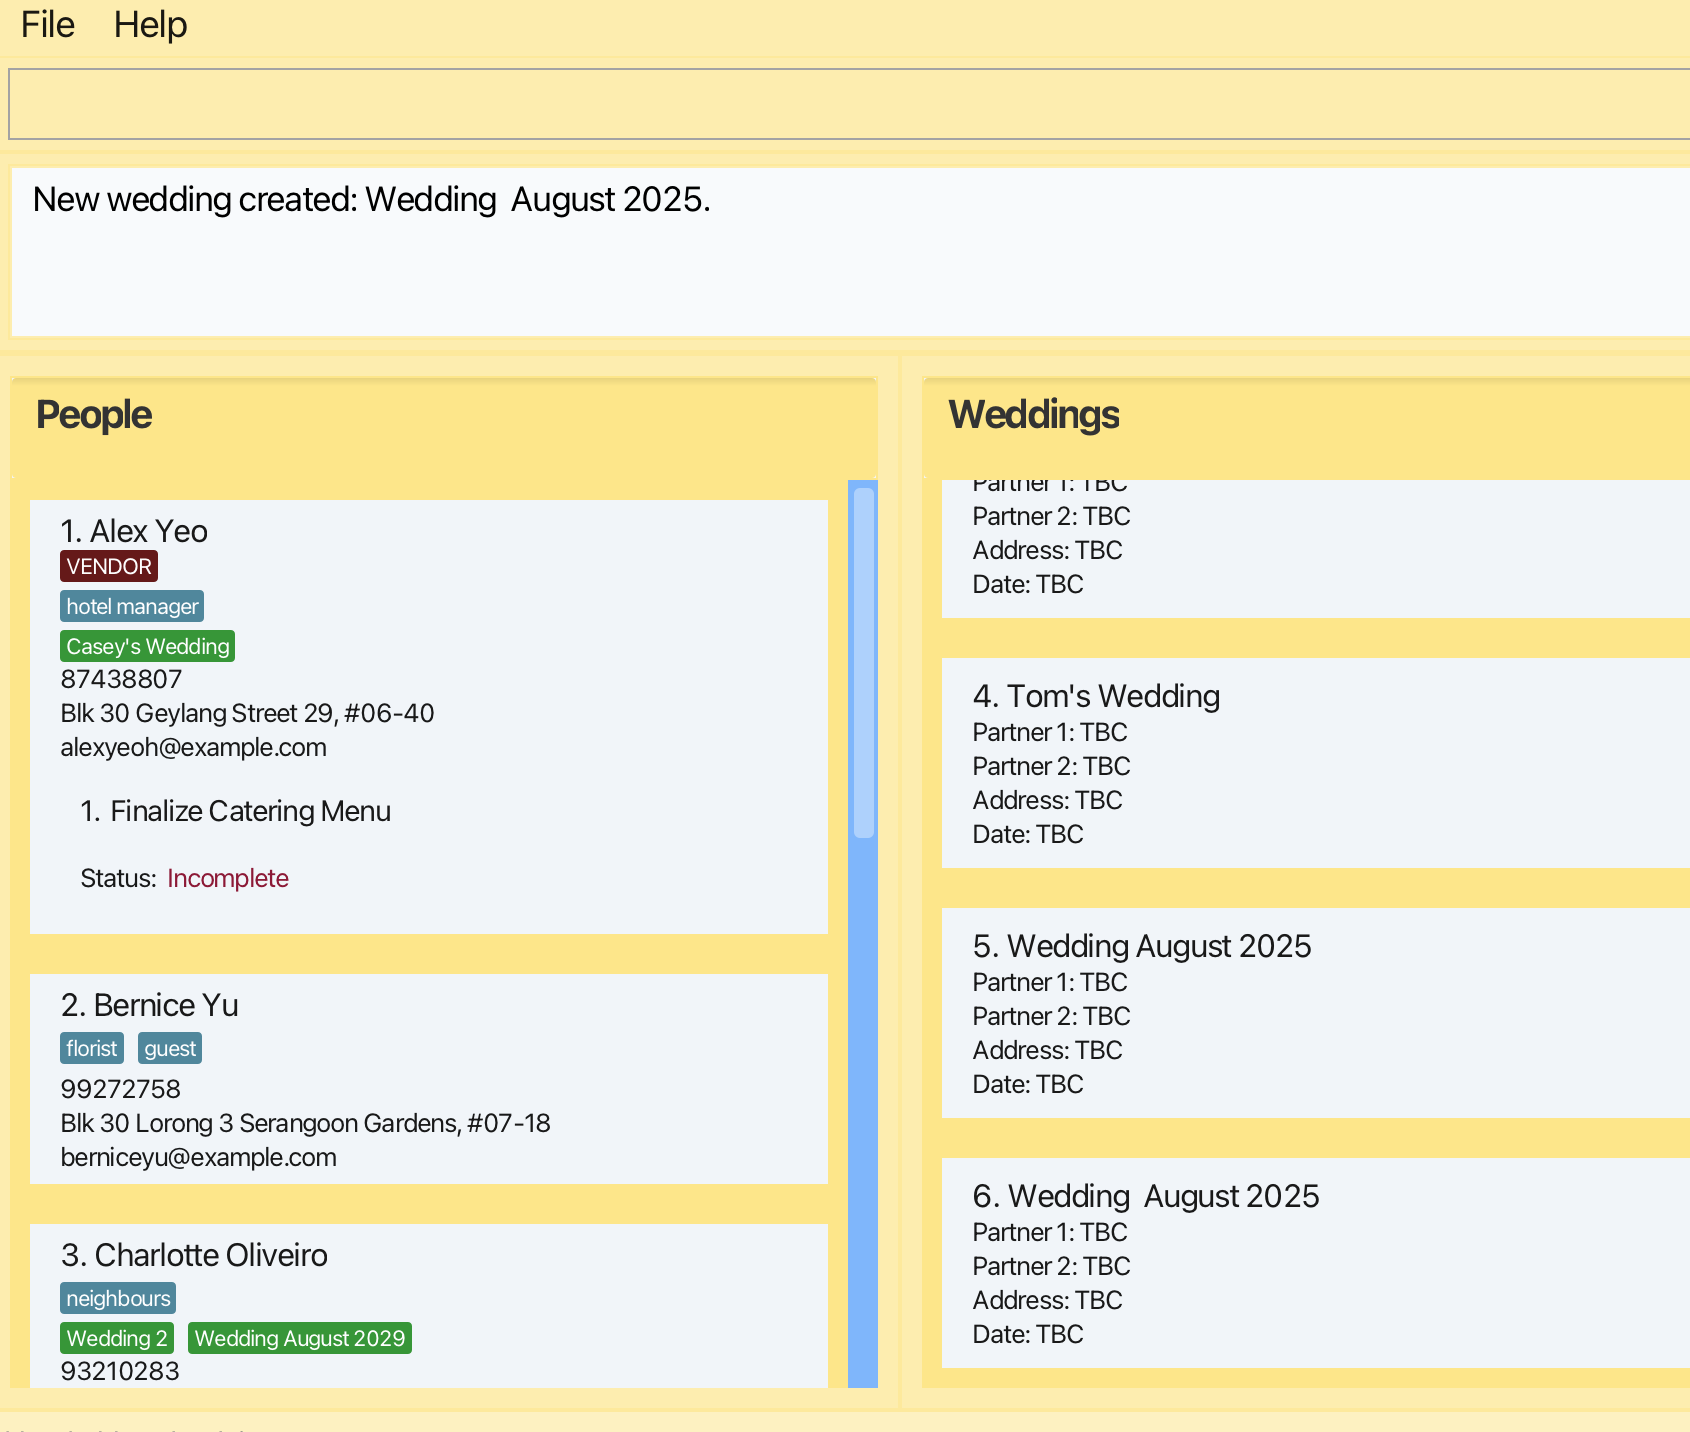 File Help
New wedding created: Wedding  August 2025.
People
1. Alex Yeo
VENDOR
hotel manager
Casey's Wedding
87438807
Blk 30 Geylang Street 29, #06-40
alexyeoh@example.com
1. Finalize Catering Menu
Status: Incomplete
2. Bernice Yu
florist guest
99272758
Blk 30 Lorong 3 Serangoon Gardens, #07-18
berniceyu@example.com
3. Charlotte Oliveiro
neighbours
Wedding 2 Wedding August 2029
93210283
Weddings
Partner 1: TBC
Partner 2: TBC
Address: TBC
Date: TBC
4. Tom's Wedding
Partner 1: TBC
Partner 2: TBC
Address: TBC
Date: TBC
5. Wedding August 2025
Partner 1: TBC
Partner 2: TBC
Address: TBC
Date: TBC
6. Wedding  August 2025
Partner 1: TBC
Partner 2: TBC
Address: TBC
Date: TBC